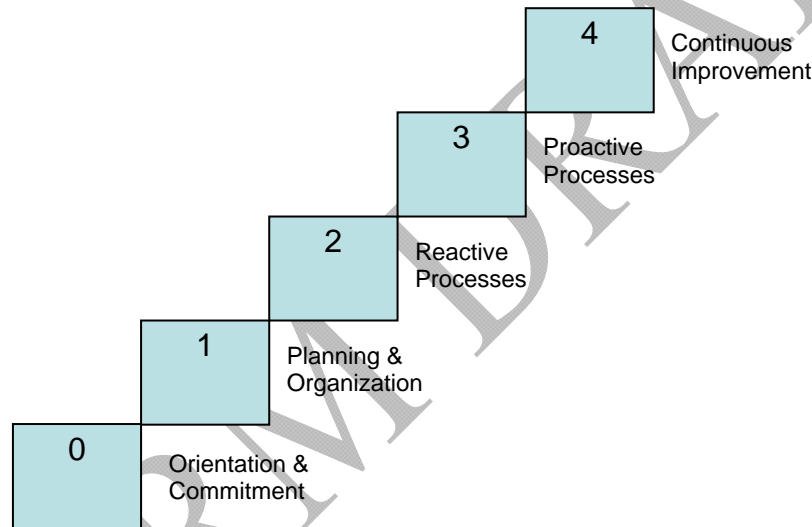 4
Continuous
Improvement
3
Proactive
Processes
2
Reactive
Processes
1
Planning &
Organization
0
Orientation &
Commitment